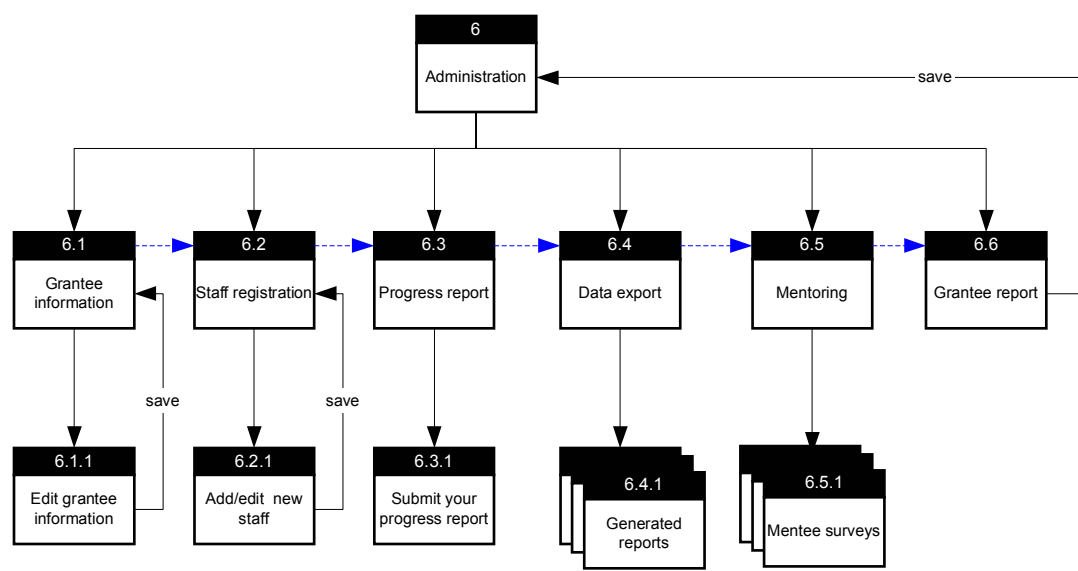 6
Administration
save
6.1
6.2
6.3
6.4
6.5
6.6
Grantee
information
Staff registration
Progress report
Data export
Mentoring
Grantee report
save
save
6.1.1
6.2.1
6.3.1
6.4.1
6.5.1
Edit grantee
information
Add/edit new
staff
Submit your
progress report
Generated
reports
Mentee surveys